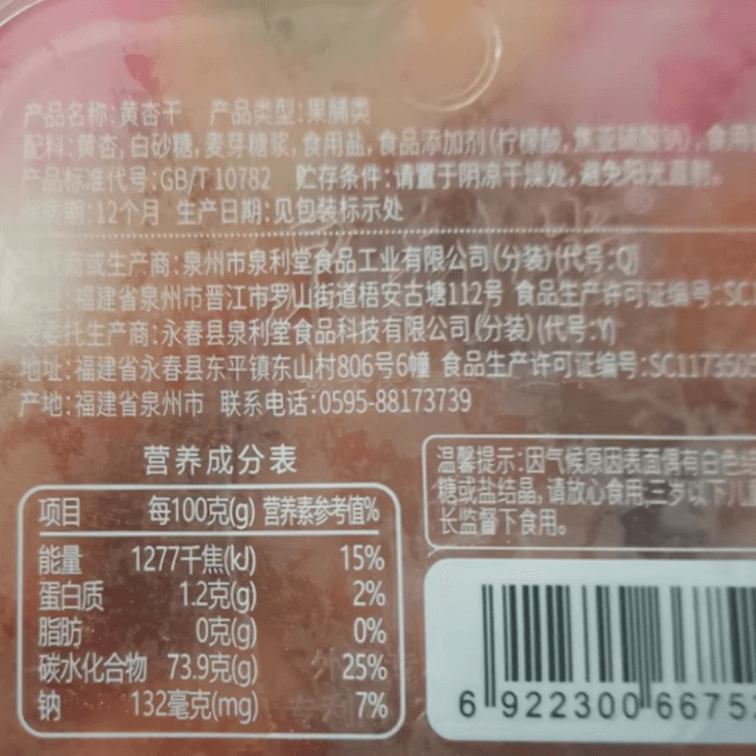 产品名称:黄杏干 产品类型:果脯类
配料:黄杏,白砂糖,麦芽糖浆,食用盐,食品添加剂(柠檬酸,焦亚硫酸钠),食用
产品标准代号:GB/T 10782 贮存条件:请置于阴凉干燥处,避免阳光直射。
保质期:12个月 生产日期:见包装标示处
商或生产商:泉州市泉利堂食品工业有限公司(分装)(代号:Q)
福建省泉州市晋江市罗山街道梧安古塘112号 食品生产许可证编号:SC
受委托生产商:永春县泉利堂食品科技有限公司(分装)(代号:Y)
地址:福建省永春县东平镇东山村806号6幢 食品生产许可证编号:SC1173505
产地:福建省泉州市 联系电话:0595-88173739
营养成分表
项目 每100克(g) 营养素参考值%
能量 1277千焦(kJ) 15%
蛋白质 1.2克(g) 2%
脂肪 0克(g) 0%
碳水化合物 73.9克(g) 25%
钠 132毫克(mg) 7%
温馨提示:因气候原因表面偶有白色
糖或盐结晶,请放心食用,三岁以下儿
长监督下食用。
6 922300 6675